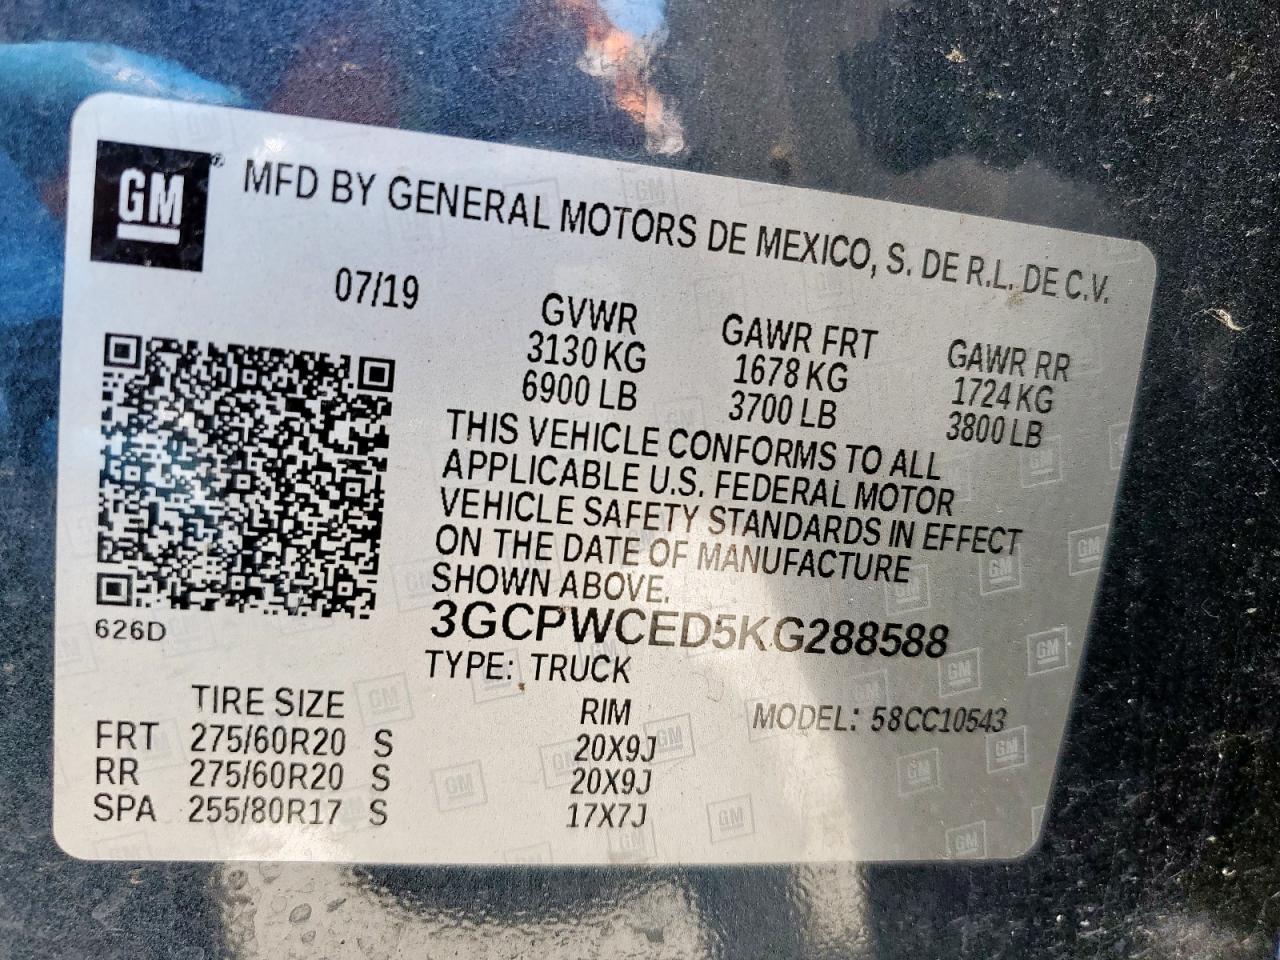 GM ® MFD BY GENERAL MOTORS DE MEXICO, S. DE R.L. DE C.V.
07/19
GVWR GAWR FRT GAWR RR
3130 KG 1678 KG 1724 KG
6900 LB 3700 LB 3800 LB
THIS VEHICLE CONFORMS TO ALL
APPLICABLE U.S. FEDERAL MOTOR
VEHICLE SAFETY STANDARDS IN EFFECT
ON THE DATE OF MANUFACTURE
SHOWN ABOVE.
626D
3GCPWCED5KG288588
TYPE: TRUCK
TIRE SIZE RIM MODEL: 58CC10543
FRT 275/60R20 S 20X9J
RR 275/60R20 S 20X9J
SPA 255/80R17 S 17X7J